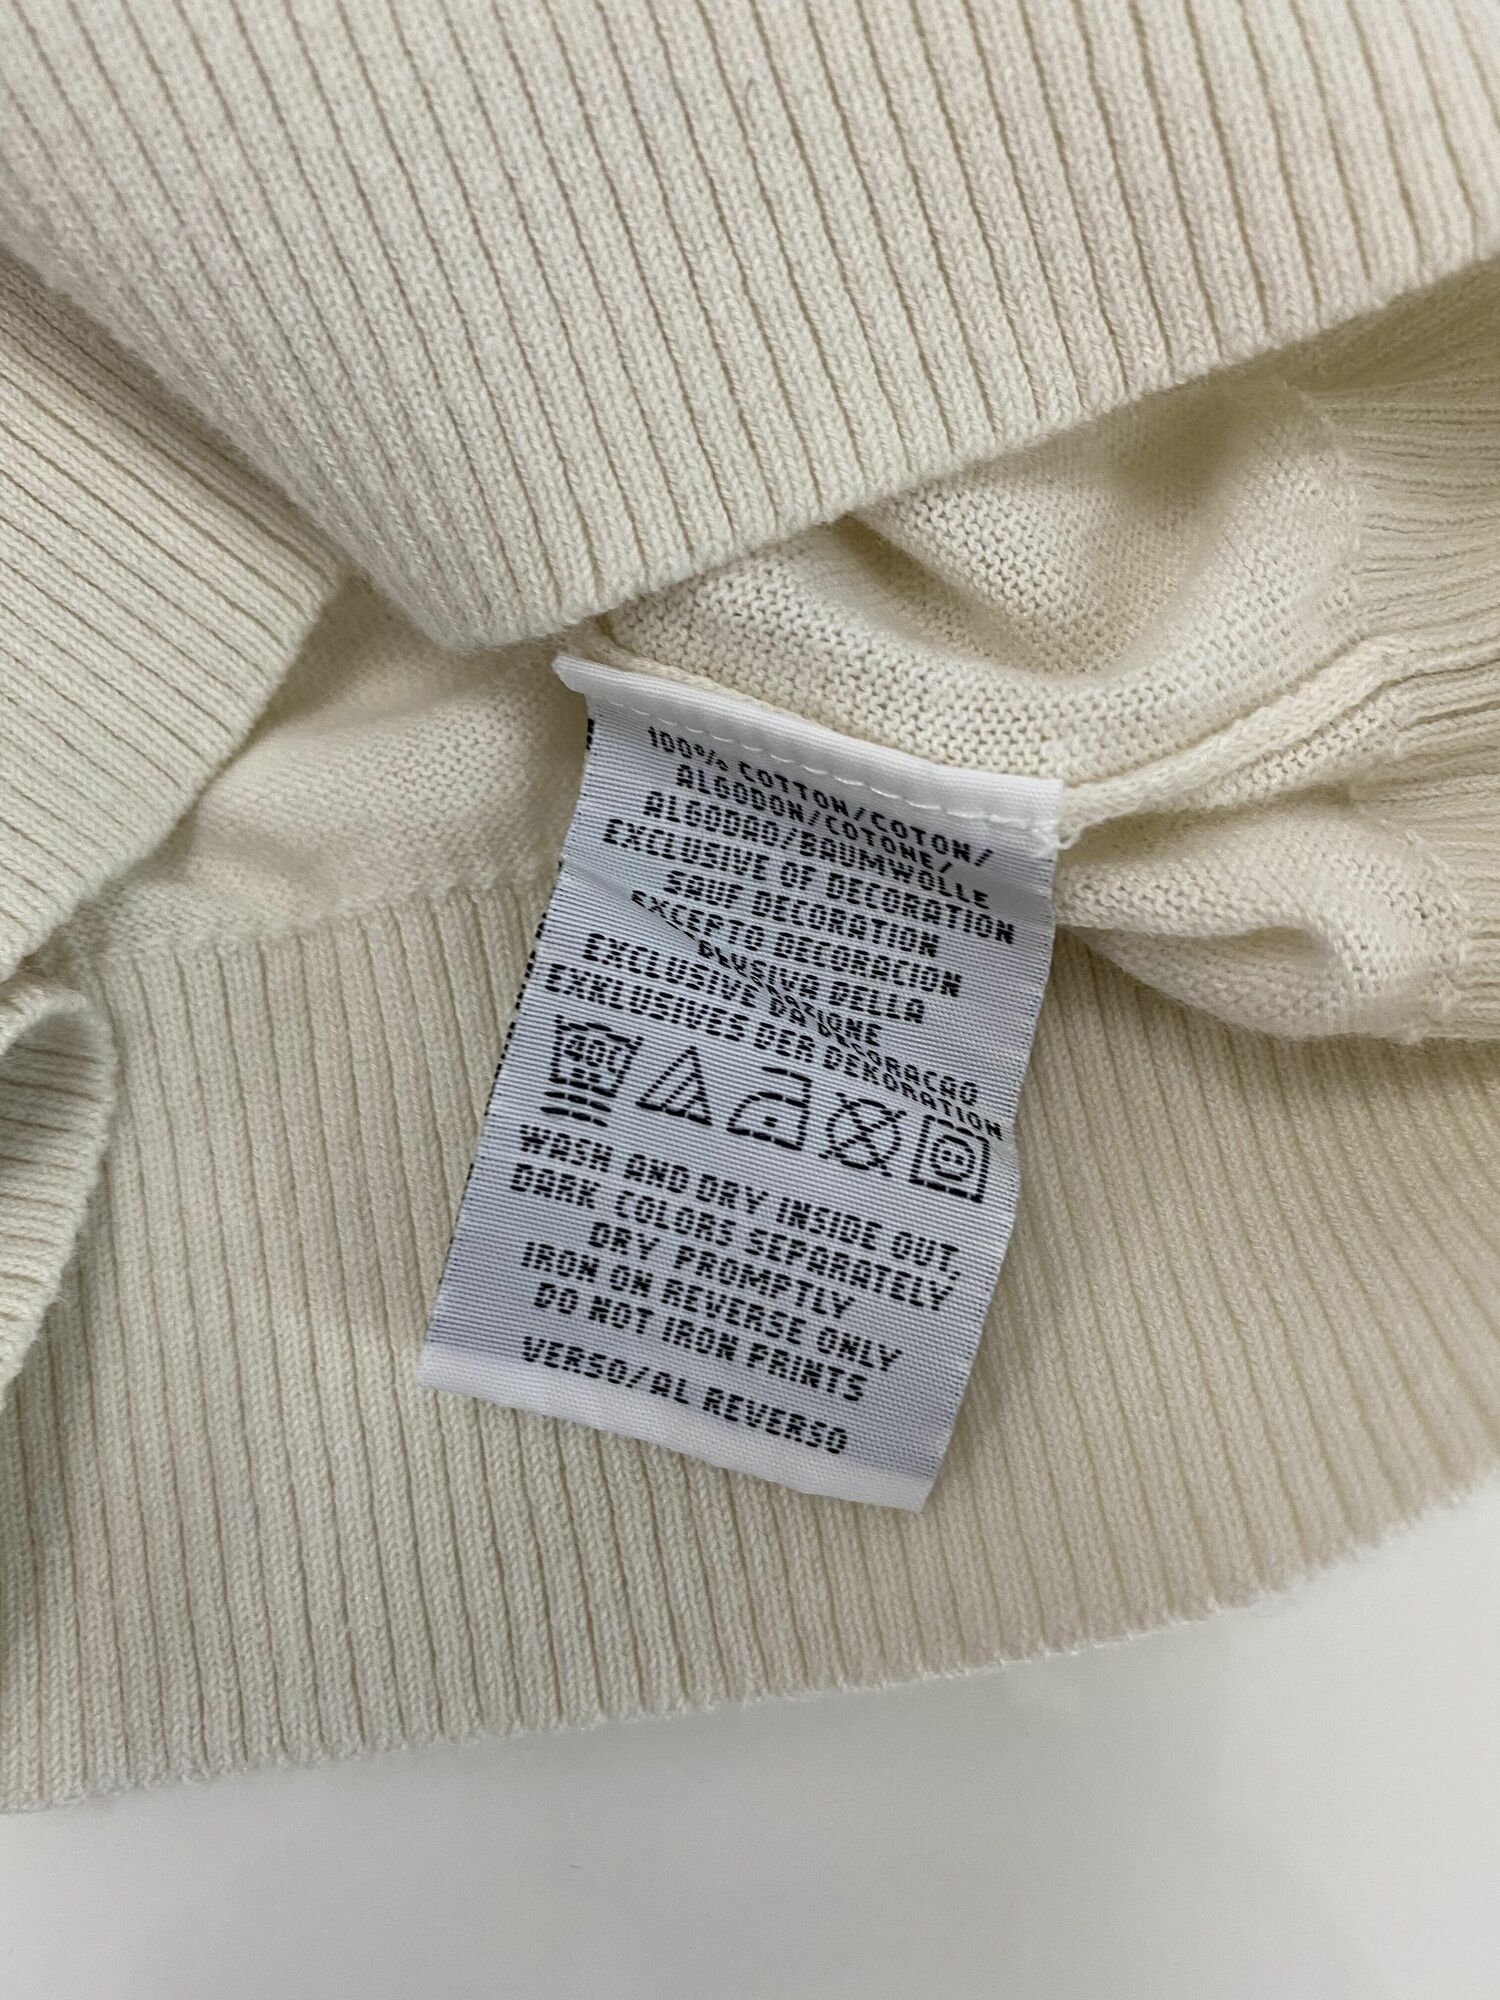 100% COTTON/COTON/
ALGODON/COTONE/
ALGODAO/BAUMWOLLE
EXCLUSIVE OF DECORATION
SAUF DECORATION
EXCEPTO DECORACION
DELLA
EXCLUSIVE DA DECORACAO
EXKLUSIVES DER DEKORATION
40C
WASH AND DRY INSIDE OUT,
DARK COLORS SEPARATELY
DRY PROMPTLY
IRON ON REVERSE ONLY
DO NOT IRON PRINTS
VERSO/AL REVERSO